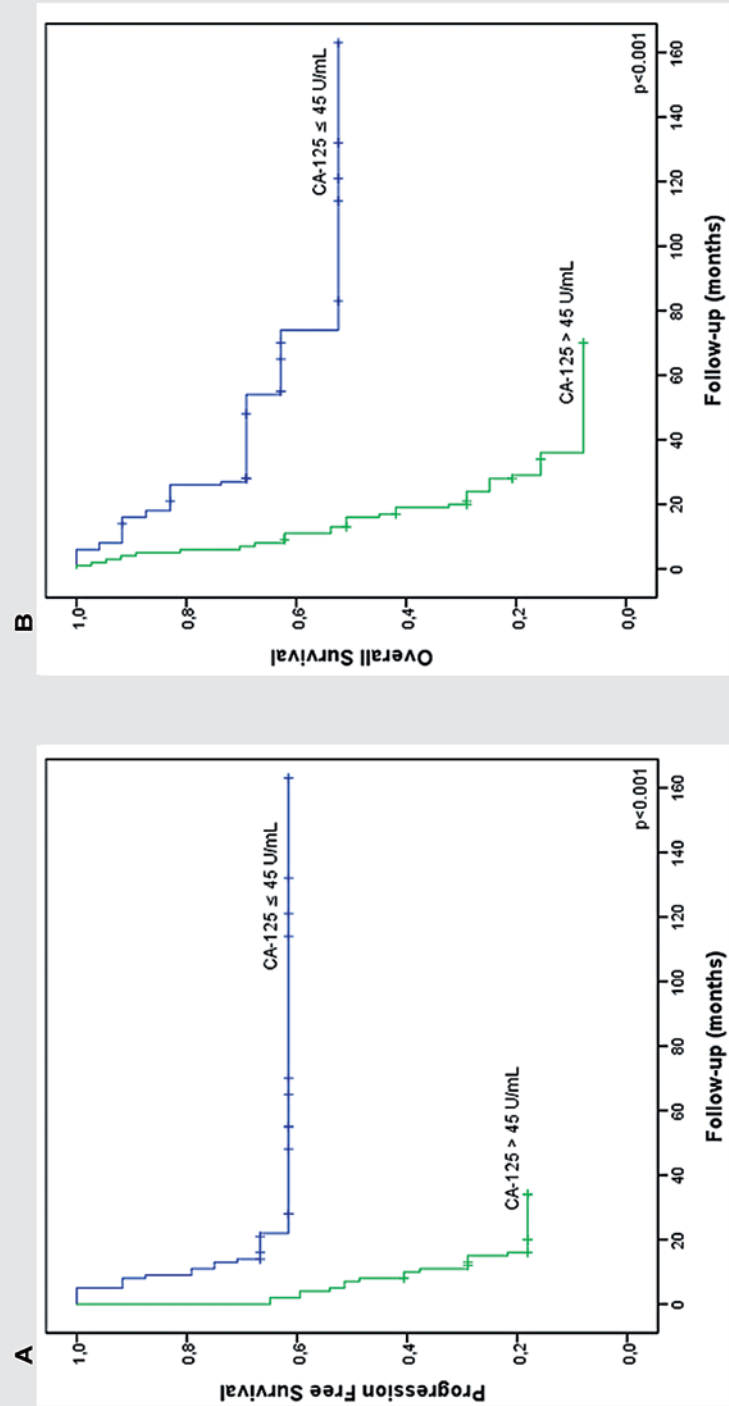 A
Progression Free Survival
1,0
0,8
0,6
0,4
0,2
0,0
CA-125 ≤ 45 U/mL
CA-125 > 45 U/mL
p<0.001
0 20 40 60 80 100 120 140 160
Follow-up (months)
B
Overall Survival
1,0
0,8
0,6
0,4
0,2
0,0
CA-125 ≤ 45 U/mL
CA-125 > 45 U/mL
p<0.001
0 20 40 60 80 100 120 140 160
Follow-up (months)